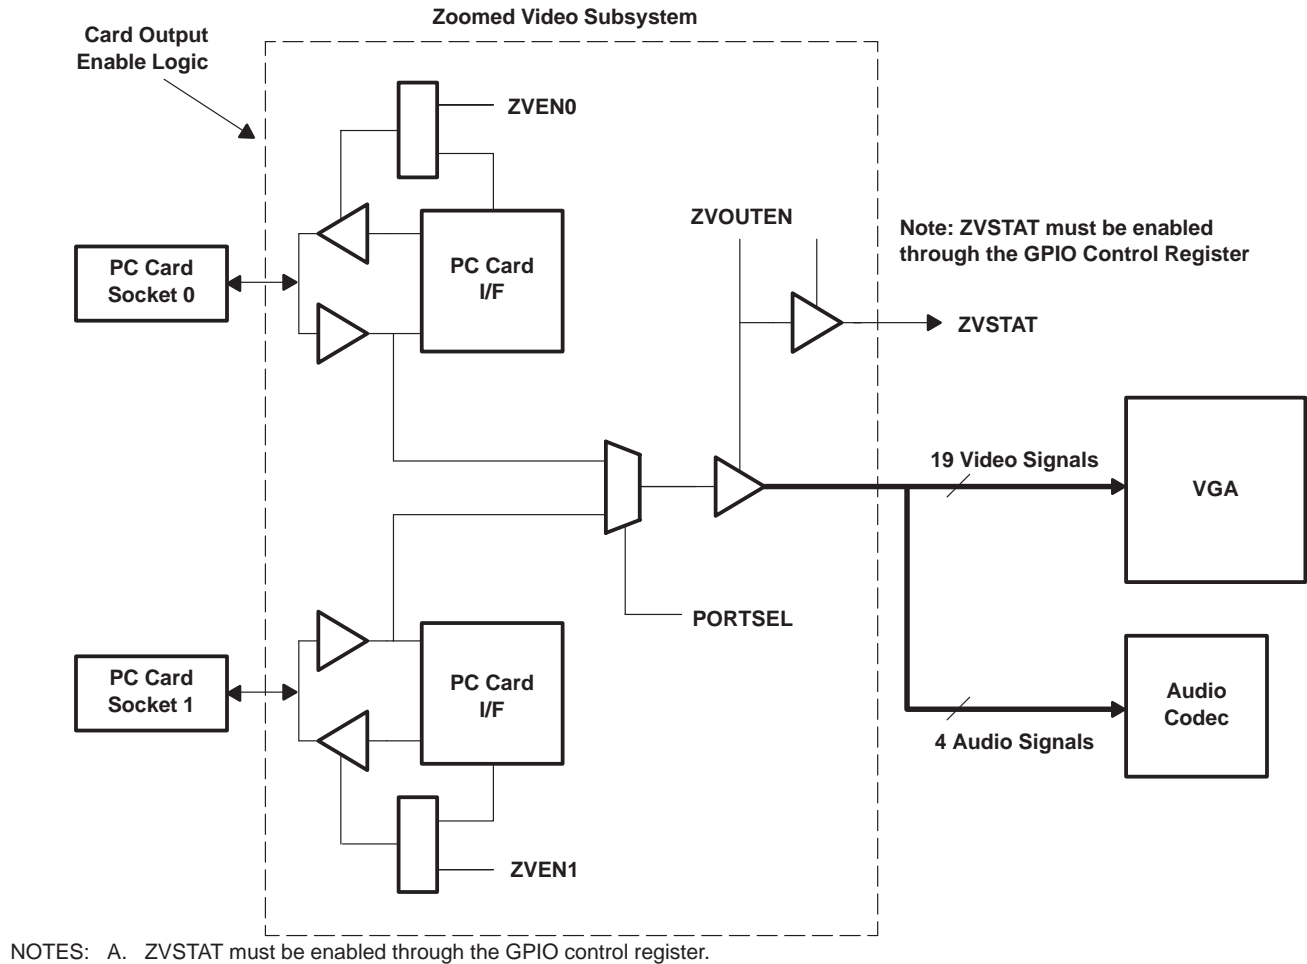 Zoomed Video Subsystem
Card Output
Enable Logic
ZVEN0
ZVOUTEN
Note: ZVSTAT must be enabled
through the GPIO Control Register
PC Card
Socket 0
PC Card
I/F
ZVSTAT
19 Video Signals
VGA
PORTSEL
PC Card
Socket 1
PC Card
I/F
Audio
Codec
4 Audio Signals
ZVEN1
NOTES: A. ZVSTAT must be enabled through the GPIO control register.